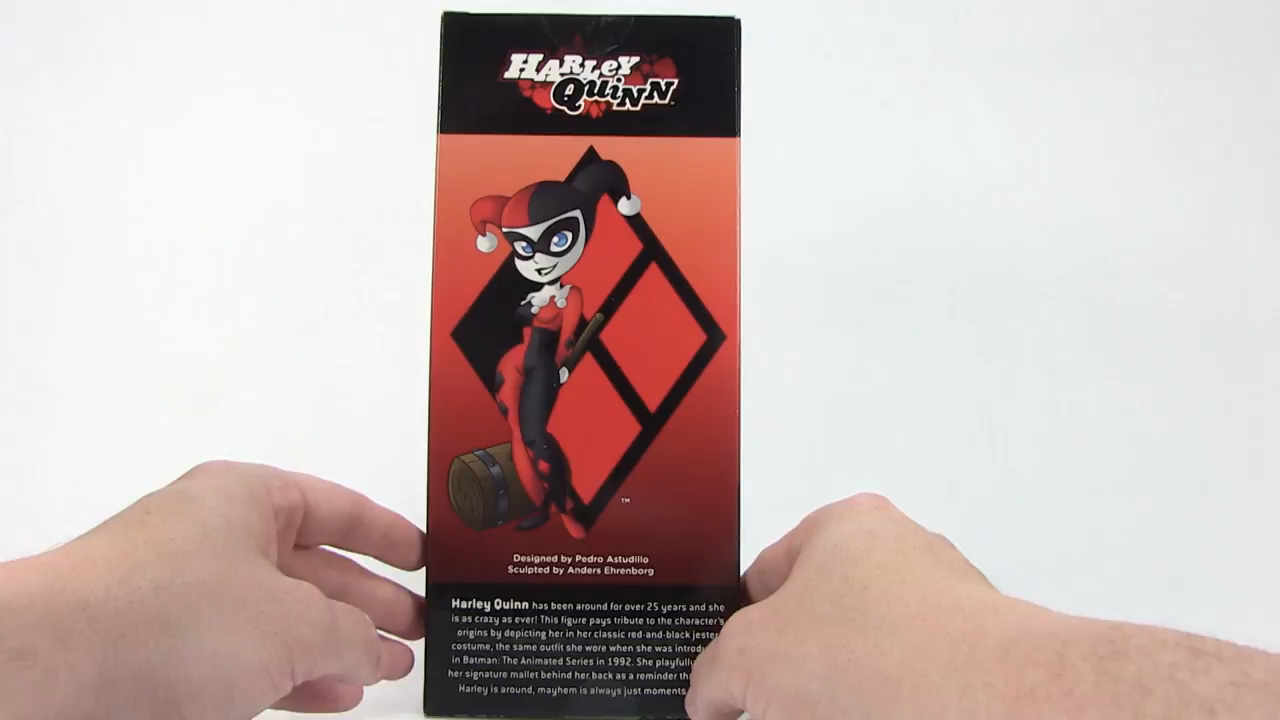 HARLEY
QUINN™
™
Designed by Pedro Astudillo
Sculpted by Anders Ehrenborg
Harley Quinn has been around for over 25 years and she
is as crazy as ever! This figure pays tribute to the character's
origins by depicting her in her classic red-and-black jester
costume, the same outfit she wore when she was
in Batman: The Animated Series in 1992. She
her signature mallet behind her back as a reminder
Harley is around, mayhem is always just moments